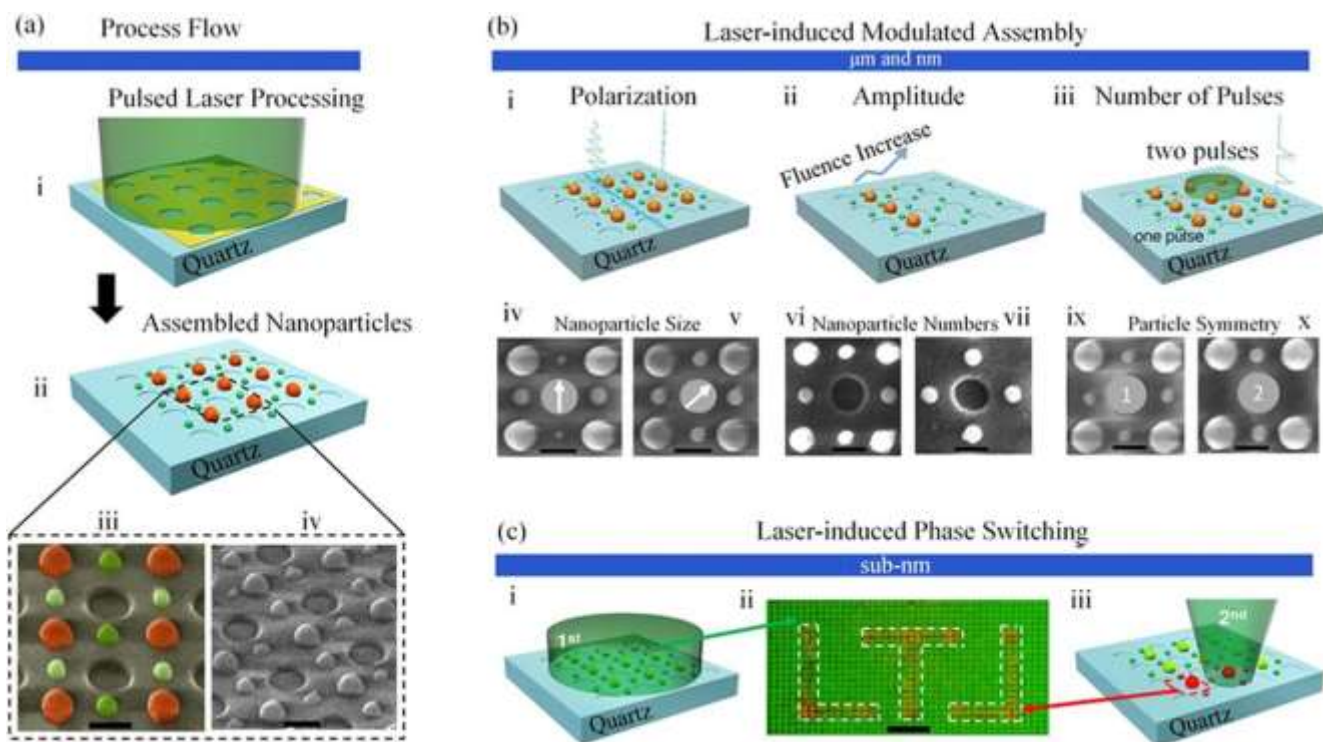 (a)
Process Flow
Pulsed Laser Processing
i
Quartz
Assembled Nanoparticles
ii
Quartz
iii
iv
(b)
Laser-induced Modulated Assembly
μm and nm
i
Polarization
ii
Amplitude
iii
Number of Pulses
Fluence Increase
two pulses
one pulse
Quartz
Quartz
Quartz
iv
Nanoparticle Size
v
vi
Nanoparticle Numbers
vii
ix
Particle Symmetry
x
1
2
(c)
Laser-induced Phase Switching
sub-nm
i
1st
Quartz
ii
LTJ
iii
2nd
Quartz